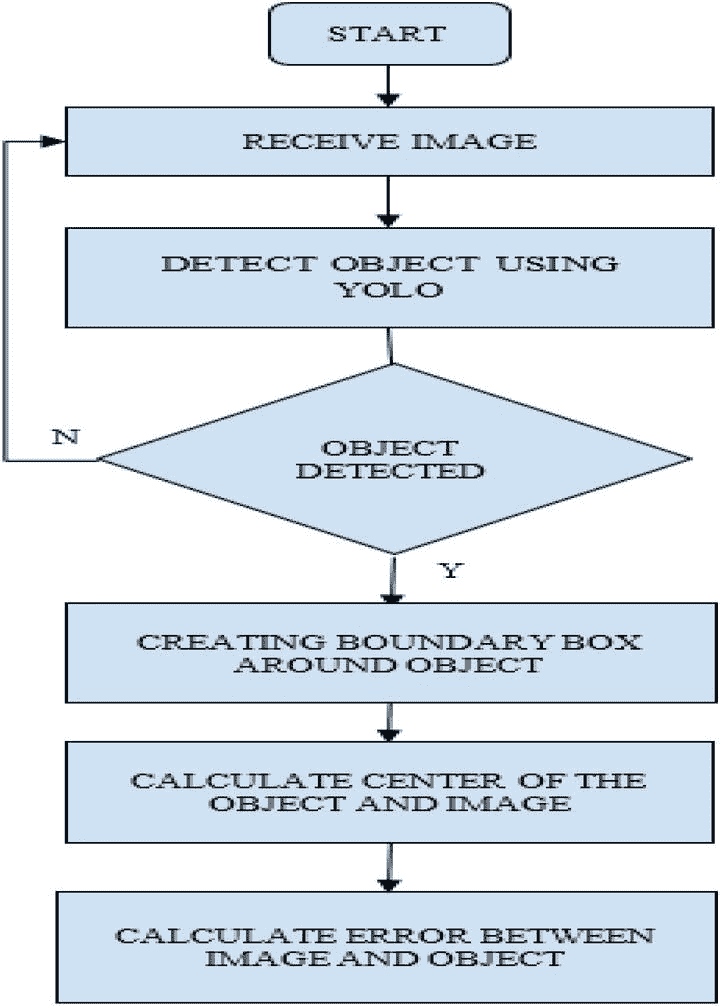 START
RECEIVE IMAGE
DETECT OBJECT USING
YOLO
N
OBJECT
DETECTED
Y
CREATING BOUNDARY BOX
AROUND OBJECT
CALCULATE CENTER OF THE
OBJECT AND IMAGE
CALCULATE ERROR BETWEEN
IMAGE AND OBJECT